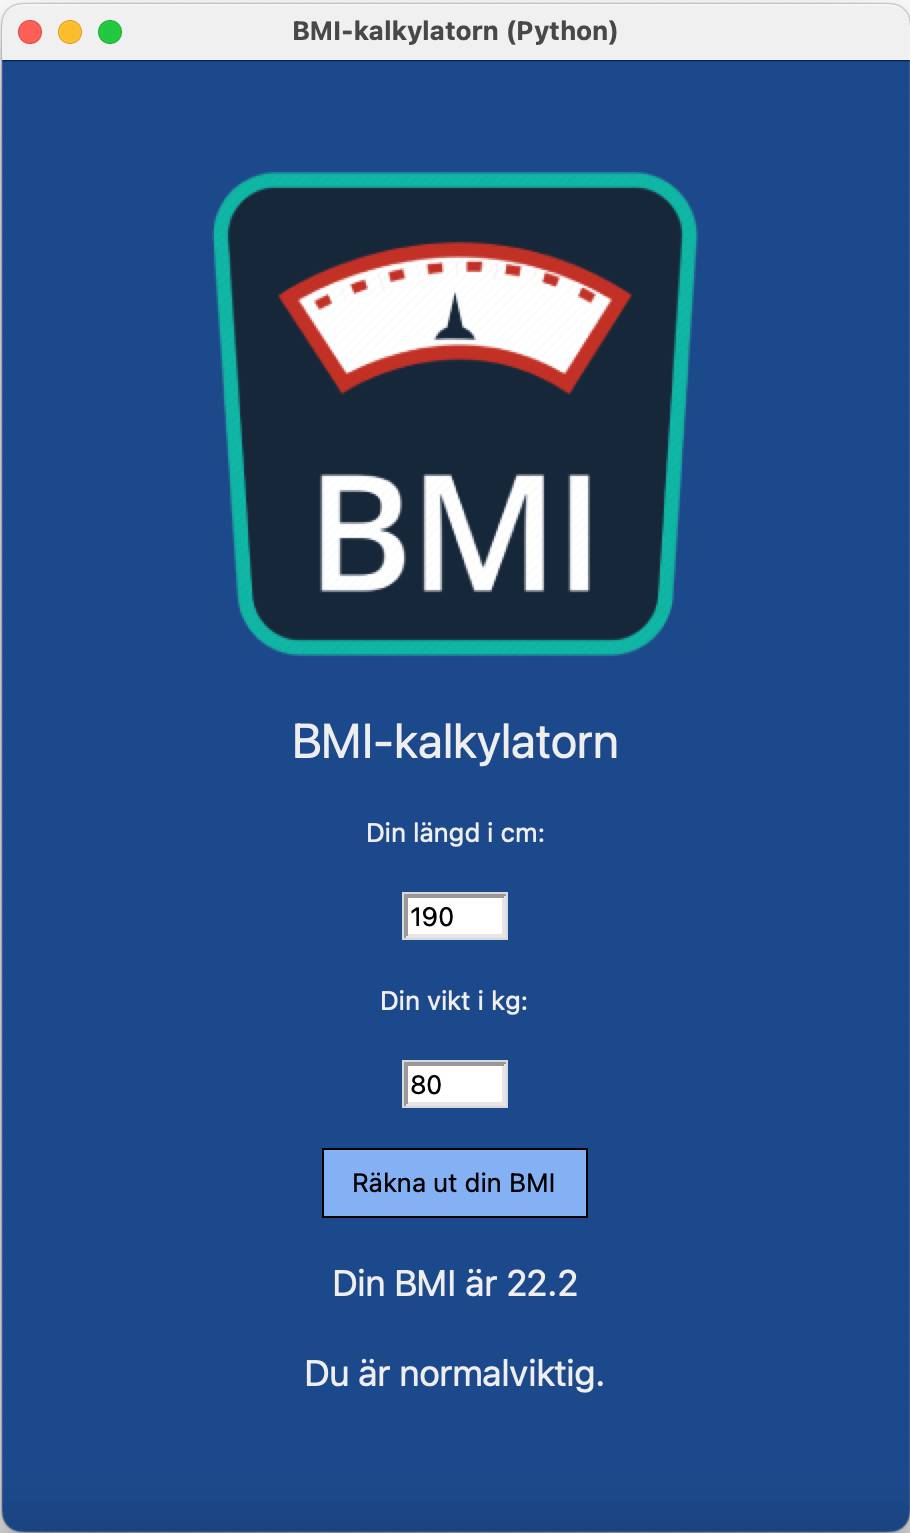 BMI-kalkylatorn (Python)
BMI
BMI-kalkylatorn
Din längd i cm:
190
Din vikt i kg:
80
Räkna ut din BMI
Din BMI är 22.2
Du är normalviktig.